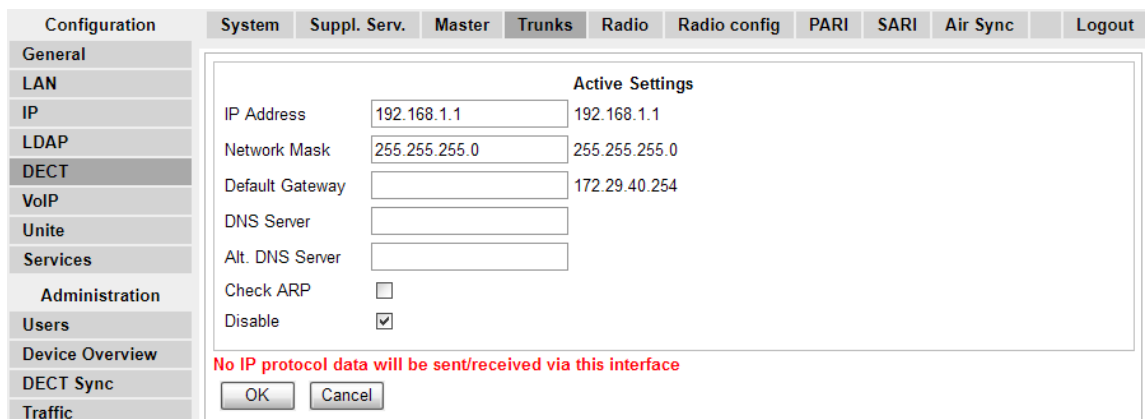 Configuration
General
LAN
IP
LDAP
DECT
VoIP
Unite
Services
Administration
Users
Device Overview
DECT Sync
Traffic
System Suppl. Serv. Master Trunks Radio Radio config PARI SARI Air Sync Logout
Active Settings
IP Address 192.168.1.1 192.168.1.1
Network Mask 255.255.255.0 255.255.255.0
Default Gateway 172.29.40.254
DNS Server
Alt. DNS Server
Check ARP
Disable
No IP protocol data will be sent/received via this interface
OK Cancel